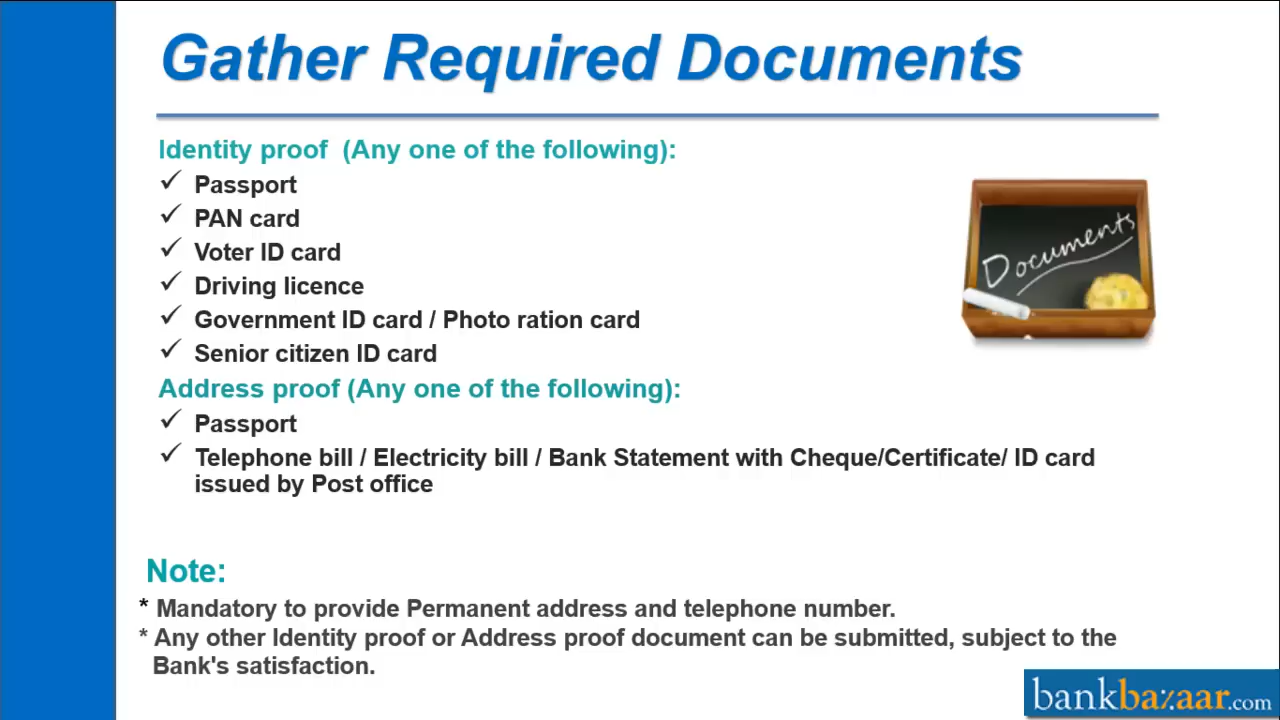 Gather Required Documents
Identity proof  (Any one of the following):
✓ Passport
✓ PAN card
✓ Voter ID card
✓ Driving licence
✓ Government ID card / Photo ration card
✓ Senior citizen ID card
Documents
Address proof (Any one of the following):
✓ Passport
✓ Telephone bill / Electricity bill / Bank Statement with Cheque/Certificate/ ID card
issued by Post office
Note:
* Mandatory to provide Permanent address and telephone number.
* Any other Identity proof or Address proof document can be submitted, subject to the
Bank's satisfaction.
bankbazaar.com